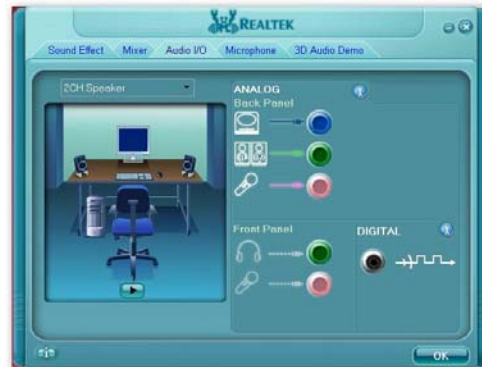 REALTEK
Sound Effect
Mixer
Audio I/O
Microphone
3D Audio Demo
2CH Speaker
ANALOG
Back Panel
Front Panel
DIGITAL
OK